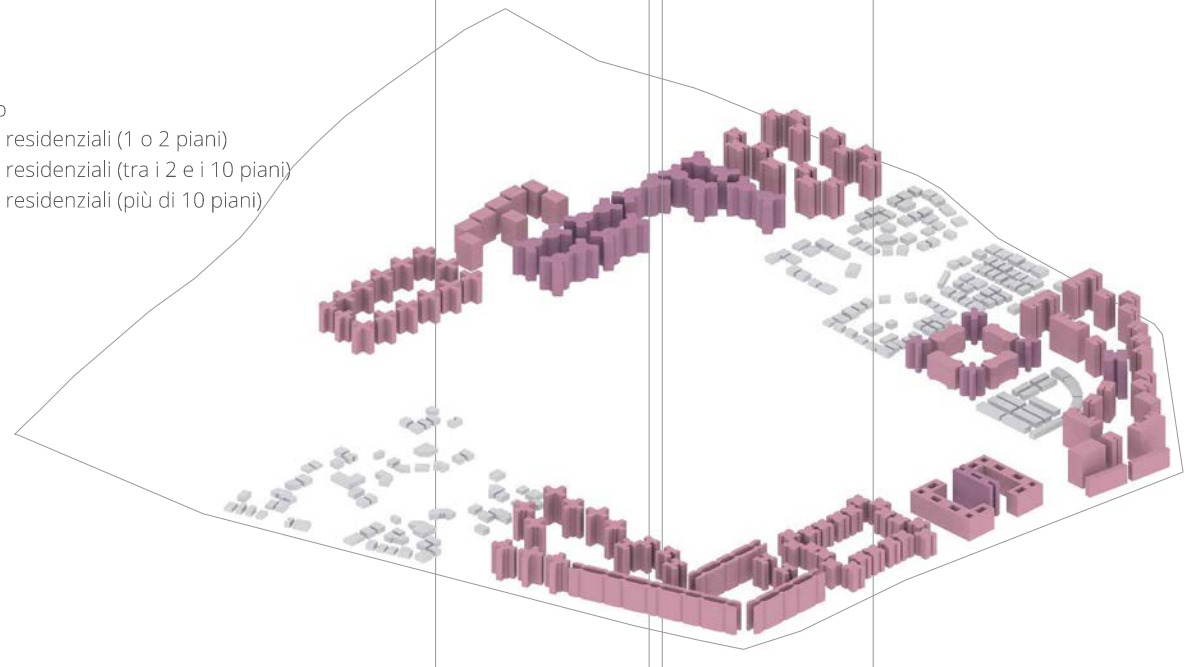 o
residenziali (1 o 2 piani)
residenziali (tra i 2 e i 10 piani)
residenziali (più di 10 piani)